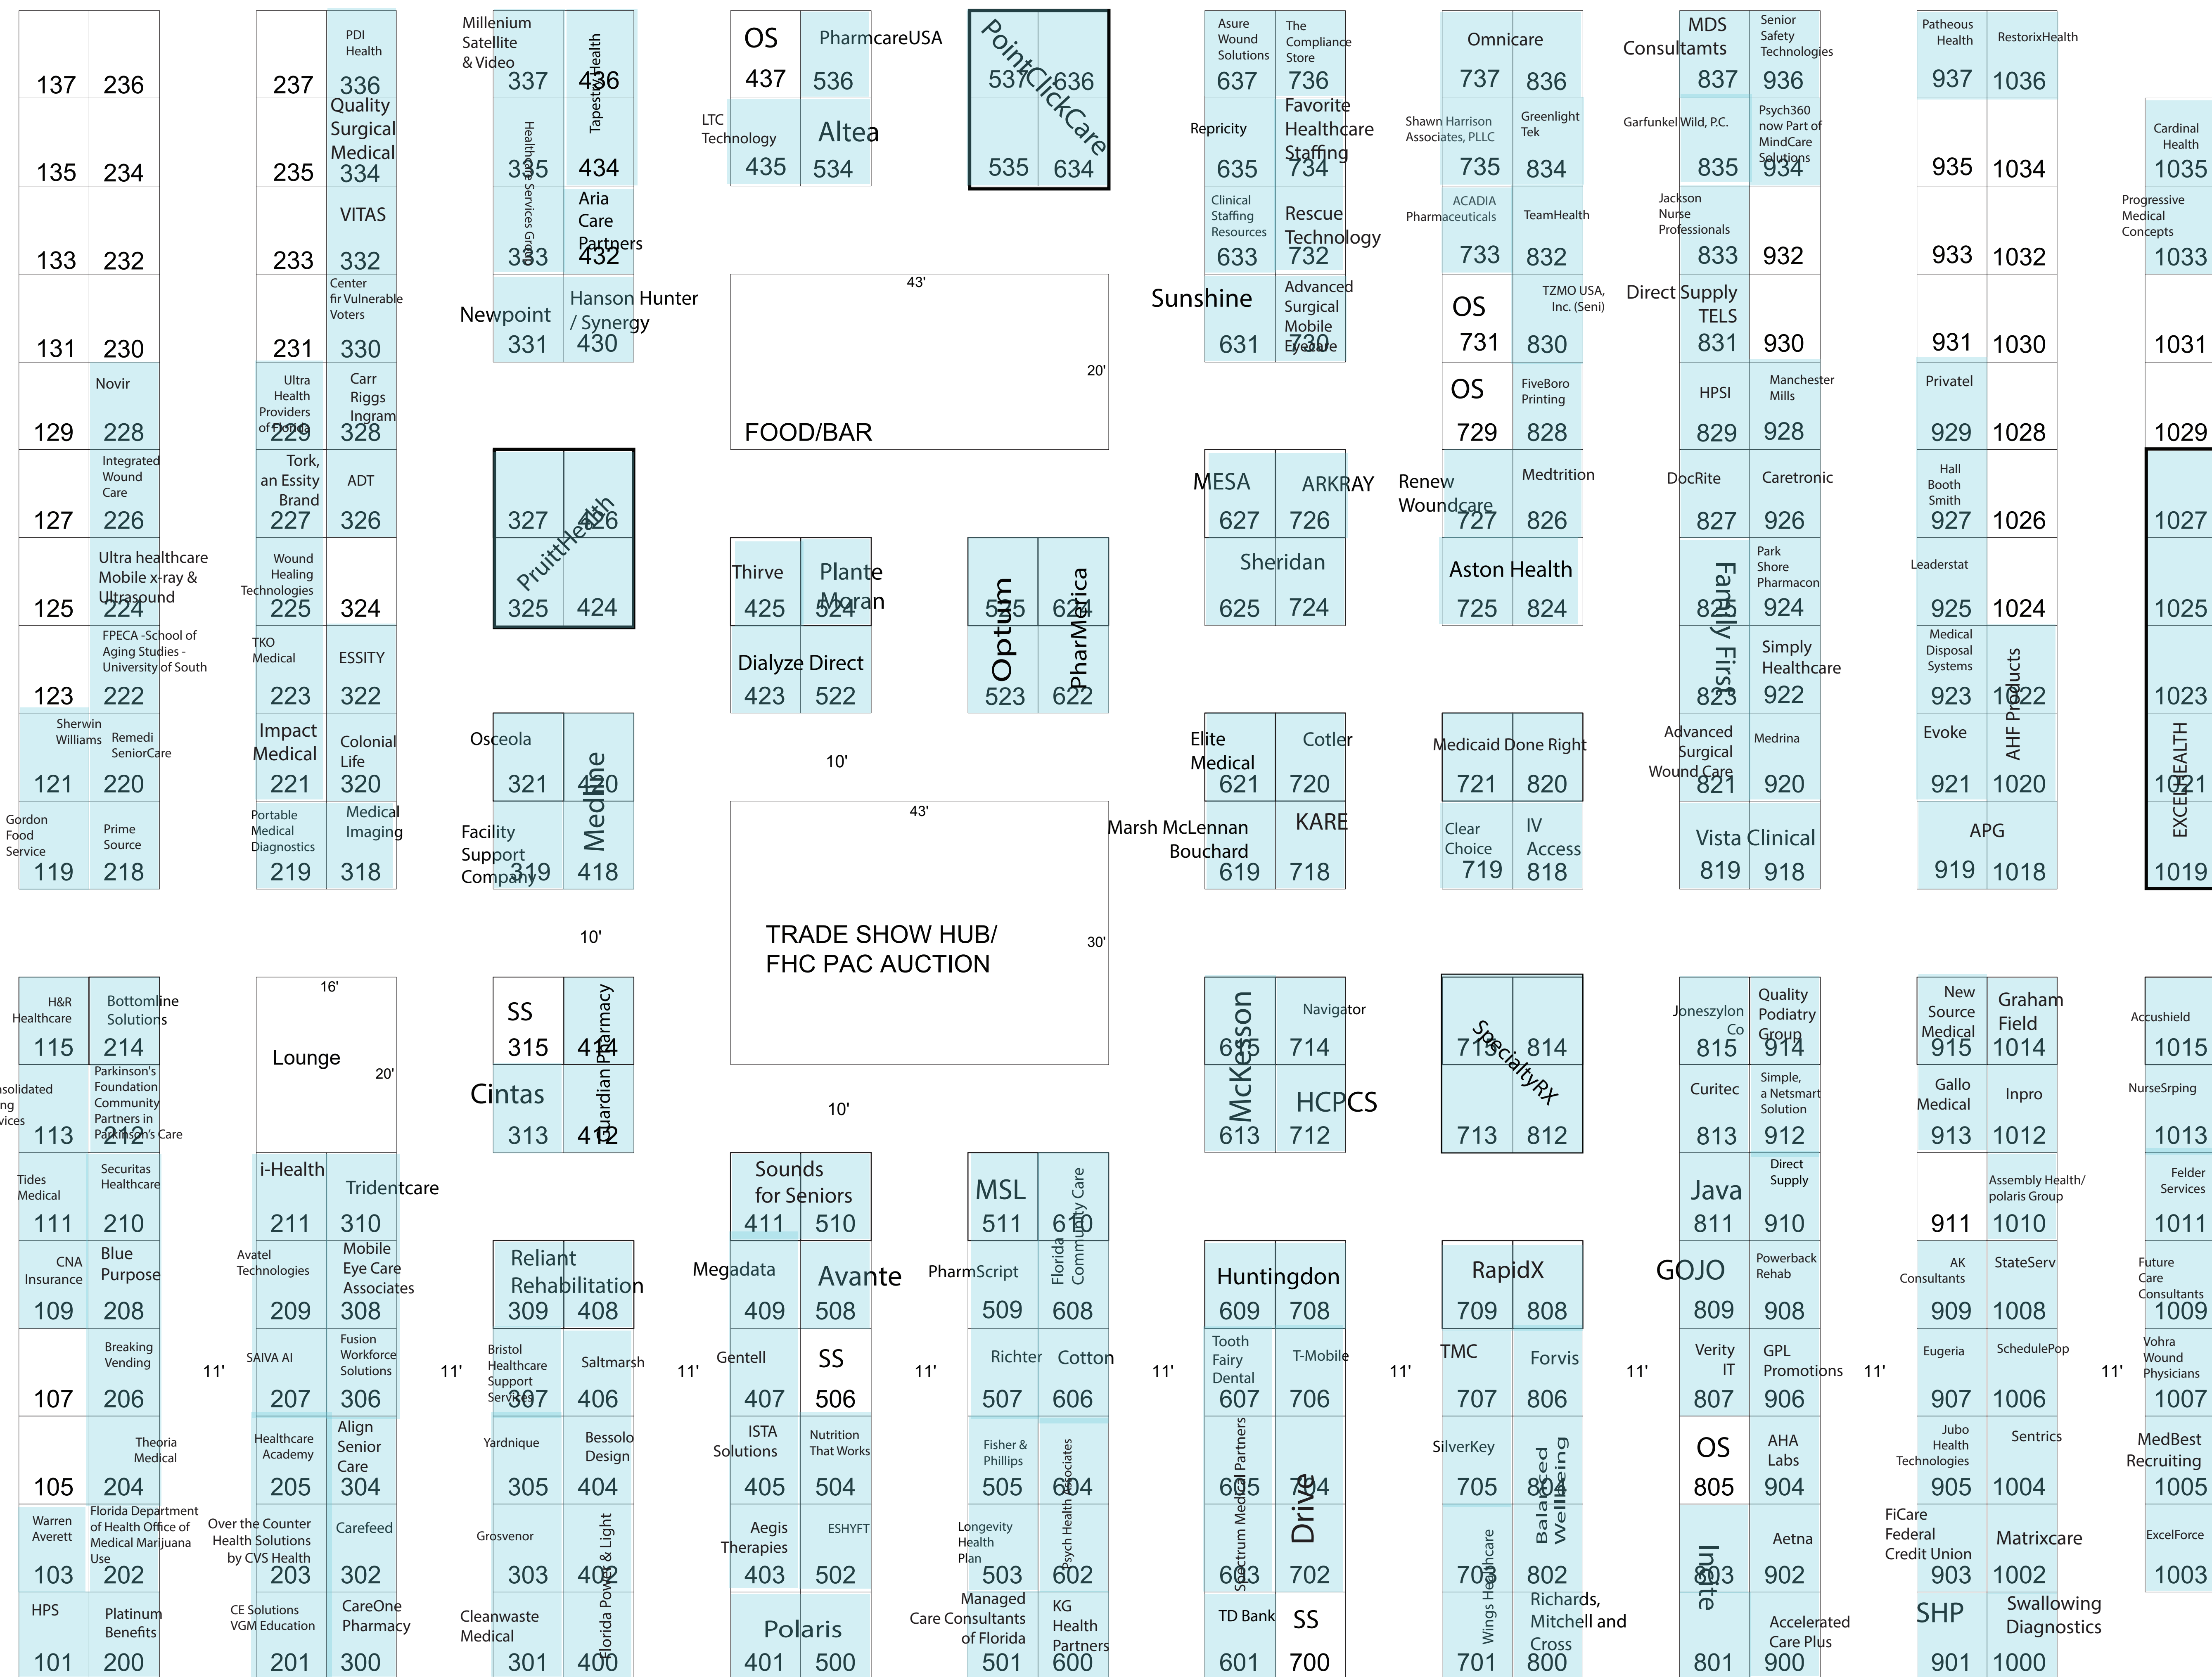 PDI
Health
137 236
237 336
Millenium
Satellite
& Video
337 436
Tapestry Health
OS
437
PharmcareUSA
536
PointClickCare
537 636
535 634
Asure
Wound
Solutions
637
The
Compliance
Store
736
Omnicare
737 836
MDS
Consultamts
837
Senior
Safety
Technologies
936
Patheous
Health
937
RestorixHealth
1036
135 234
235
Quality
Surgical
Medical
334
Healthcare Services Group
335 434
LTC
Technology
435
Altea
534
Repricity
635
Favorite
Healthcare
Staffing
734
Shawn Harrison
Associates, PLLC
735
Greenlight
Tek
834
Garfunkel Wild, P.C.
835
Psych360
now Part of
MindCare
Solutions
934
935 1034
Cardinal
Health
1035
133 232
233
VITAS
332
333
Aria
Care
Partners
432
Clinical
Staffing
Resources
633
Rescue
Technology
732
ACADIA
Pharmaceuticals
733
TeamHealth
832
Jackson
Nurse
Professionals
833
932
933 1032
Progressive
Medical
Concepts
1033
131 230
231
Center
fir Vulnerable
Voters
330
Newpoint
331
Hanson Hunter
/ Synergy
430
43'
20'
FOOD/BAR
Sunshine
631
Advanced
Surgical
Mobile
Eyecare
730
OS
731
TZMO USA,
Inc. (Seni)
830
Direct Supply
TELS
831
930
931 1030
1031
129
Novir
228
Ultra
Health
Providers
of Florida
229
Carr
Riggs
Ingram
328
OS
729
FiveBoro
Printing
828
HPSI
829
Manchester
Mills
928
Privatel
929
1028
1029
127
Integrated
Wound
Care
226
Tork,
an Essity
Brand
227
ADT
326
PruittHealth
327 426
325 424
MESA
627
ARKRAY
726
Renew
Woundcare
727
Medtrition
826
DocRite
827
Caretronic
926
Hall
Booth
Smith
927
1026
1027
125
Ultra healthcare
Mobile x-ray &
Ultrasound
224
Wound
Healing
Technologies
225
324
Thirve
425
Plante
Moran
524
Optum
525
PharMerica
624
Sheridan
625 724
Aston Health
725 824
Family First
825
Park
Shore
Pharmacon
924
Leaderstat
925
1024
1025
123
FPECA -School of
Aging Studies -
University of South
222
TKO
Medical
223
ESSITY
322
Dialyze Direct
423 522
523 622
823
Simply
Healthcare
922
Medical
Disposal
Systems
923
AHF Products
1022
1023
Sherwin
Williams
121
Remedi
SeniorCare
220
Impact
Medical
221
Colonial
Life
320
Osceola
321
Medline
420
10'
Elite
Medical
621
Cotler
720
Medicaid Done Right
721 820
Advanced
Surgical
Wound Care
821
Medrina
920
Evoke
921
1020
EXCELHEALTH
1021
Gordon
Food
Service
119
Prime
Source
218
Portable
Medical
Diagnostics
219
Medical
Imaging
318
Facility
Support
Company
319
418
43'
30'
TRADE SHOW HUB/
FHC PAC AUCTION
Marsh McLennan
Bouchard
619
KARE
718
Clear
Choice
719
IV
Access
818
Vista Clinical
819 918
APG
919 1018
1019
10'
H&R
Healthcare
115
Bottomline
Solutions
214
16'
Lounge
20'
SS
315
Guardian Pharmacy
414
McKesson
615
Navigator
714
SpecialtyRX
715 814
Joneszylon
Co
815
Quality
Podiatry
Group
914
New
Source
Medical
915
Graham
Field
1014
Accushield
1015
solidated
ng
vices
113
Parkinson's
Foundation
Community
Partners in
Parkinson's Care
212
Cintas
313
412
10'
613
HCPCS
712
713 812
Curitec
813
Simple,
a Netsmart
Solution
912
Gallo
Medical
913
Inpro
1012
NurseSrping
1013
Tides
Medical
111
Securitas
Healthcare
210
i-Health
211
Tridentcare
310
Sounds
for Seniors
411 510
MSL
511
Florida
Community Care
610
Java
811
Direct
Supply
910
911
Assembly Health/
polaris Group
1010
Felder
Services
1011
CNA
Insurance
109
Blue
Purpose
208
Avatel
Technologies
209
Mobile
Eye Care
Associates
308
Reliant
Rehabilitation
309 408
Megadata
409
Avante
508
PharmScript
509
608
Huntingdon
609 708
RapidX
709 808
GOJO
809
Powerback
Rehab
908
AK
Consultants
909
StateServ
1008
Future
Care
Consultants
1009
107
Breaking
Vending
206
11'
SAIVA AI
207
Fusion
Workforce
Solutions
306
11'
Bristol
Healthcare
Support
Services
307
Saltmarsh
406
11'
Gentell
407
SS
506
11'
Richter
507
Cotton
606
11'
Tooth
Fairy
Dental
607
T-Mobile
706
11'
TMC
707
Forvis
806
11'
Verity
IT
807
GPL
Promotions
906
11'
Eugeria
907
SchedulePop
1006
11'
Vohra
Wound
Physicians
1007
105
Theoria
Medical
204
Healthcare
Academy
205
Align
Senior
Care
304
Yardnique
305
Bessolo
Design
404
ISTA
Solutions
405
Nutrition
That Works
504
Fisher &
Phillips
505
Psych Health Associates
604
Spectrum Medical Partners
605
Drive
704
SilverKey
705
Balanced
Wellbeing
804
OS
805
AHA
Labs
904
Jubo
Health
Technologies
905
Sentrics
1004
MedBest
Recruiting
1005
Warren
Averett
103
Florida Department
of Health Office of
Medical Marijuana
Use
202
Over the Counter
Health Solutions
by CVS Health
203
Carefeed
302
Grosvenor
303
Florida Power & Light
402
Aegis
Therapies
403
ESHYFT
502
Longevity
Health
Plan
503
602
603
702
Wings Healthcare
703
802
Incite
803
Aetna
902
FiCare
Federal
Credit Union
903
Matrixcare
1002
ExcelForce
1003
HPS
101
Platinum
Benefits
200
CE Solutions
VGM Education
201
CareOne
Pharmacy
300
Cleanwaste
Medical
301
400
Polaris
401 500
Managed
Care Consultants
of Florida
501
KG
Health
Partners
600
TD Bank
601
SS
700
701
Richards,
Mitchell and
Cross
800
801
Accelerated
Care Plus
900
SHP
901
Swallowing
Diagnostics
1000